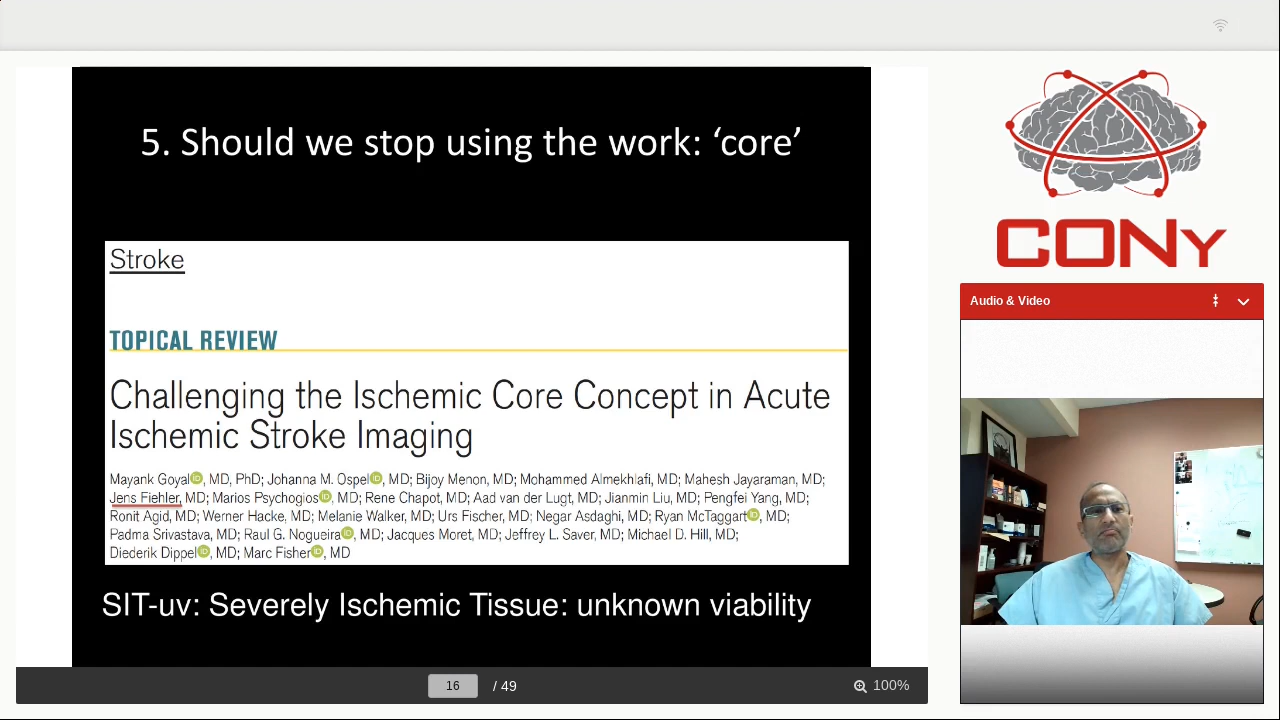 5. Should we stop using the work: ‘core’
Stroke
TOPICAL REVIEW
Challenging the Ischemic Core Concept in Acute
Ischemic Stroke Imaging
Mayank Goyal, MD, PhD; Johanna M. Ospel, MD; Bijoy Menon, MD; Mohammed Almekhlafi, MD; Mahesh Jayaraman, MD;
Jens Fiehler, MD; Marios Psychogios, MD; Rene Chapot, MD; Aad van der Lugt, MD; Jianmin Liu, MD; Pengfei Yang, MD;
Ronit Agid, MD; Werner Hacke, MD; Melanie Walker, MD; Urs Fischer, MD; Negar Asdaghi, MD; Ryan McTaggart, MD;
Padma Srivastava, MD; Raul G. Nogueira, MD; Jacques Moret, MD; Jeffrey L. Saver, MD; Michael D. Hill, MD;
Diederik Dippel, MD; Marc Fisher, MD
SIT-uv: Severely Ischemic Tissue: unknown viability
16 / 49
100%
CONy
Audio & Video